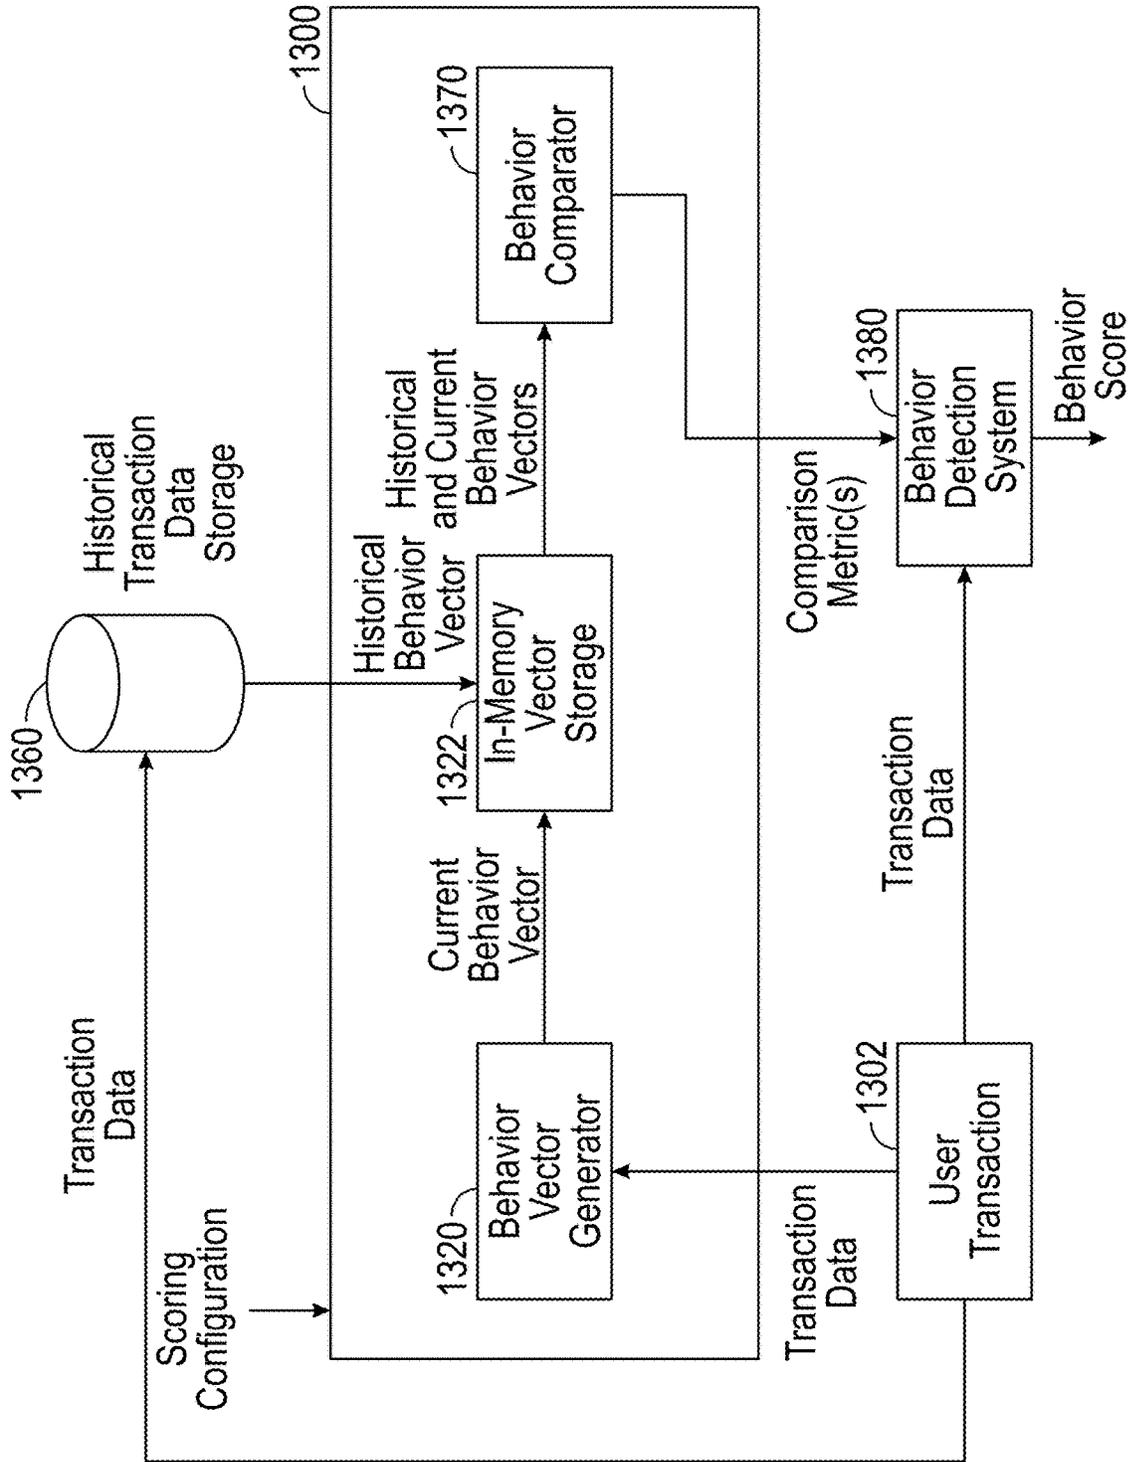 1360
Transaction
Data
Historical
Transaction
Data
Storage
Scoring
Configuration
1300
Historical
Behavior
Vector
Historical
and Current
Behavior
Vectors
Current
Behavior
Vector
1320
Behavior
Vector
Generator
1322
In-Memory
Vector
Storage
1370
Behavior
Comparator
Transaction
Data
Comparison
Metric(s)
1302
User
Transaction
Transaction
Data
1380
Behavior
Detection
System
Behavior
Score